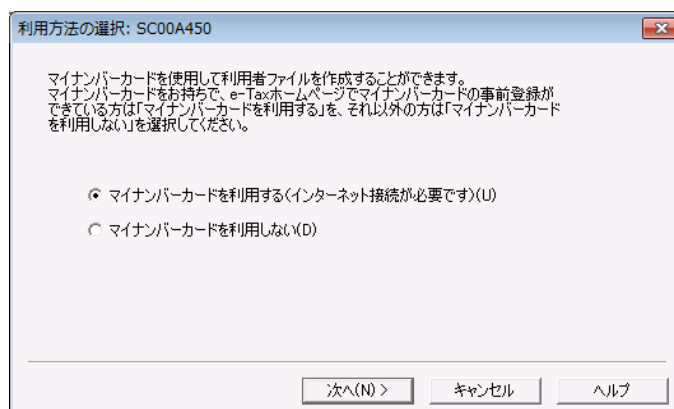 利用方法の選択: SC00A450
マイナンバーカードを使用して利用者ファイルを作成することができます。
マイナンバーカードをお持ちで、e-Taxホームページでマイナンバーカードの事前登録が
できている方は「マイナンバーカードを利用する」を、それ以外の方は「マイナンバーカード
を利用しない」を選択してください。
マイナンバーカードを利用する(インターネット接続が必要です)(U)
マイナンバーカードを利用しない(D)
次へ(N) >
キャンセル
ヘルプ